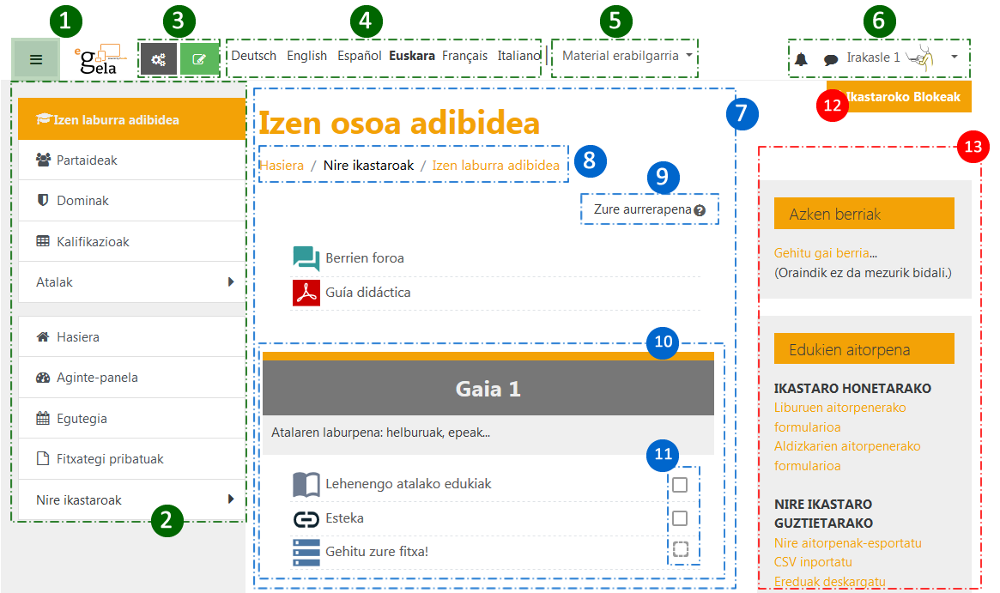 1
3
4
5
6
eGela
Deutsch English Español Euskara Français Italiano
Material erabilgarria
Irakasle 1
12
Ikastaroko Blokeak
Izen laburra adibidea
Partaideak
Dominak
Kalifikazioak
Atalak
Hasiera
Aginte-panela
Egutegia
Fitxategi pribatuak
Nire ikastaroak
2
7
Izen osoa adibidea
Hasiera / Nire ikastaroak / Izen laburra adibidea
8
9
Zure aurrerapena
Berrien foroa
Guía didáctica
10
Gaia 1
Atalaren laburpena: helburuak, epeak...
11
Lehenengo atalako edukiak
Esteka
Gehitu zure fitxa!
13
Azken berriak
Gehitu gai berria...
(Oraindik ez da mezurik bidali.)
Edukien aitorpena
IKASTARO HONETARAKO
Liburuen aitorpenerako
formularioa
Aldizkarien aitorpenerako
formularioa
NIRE IKASTARO
GUZTIETARAKO
Nire aitorpenak-esportatu
CSV inportatu
Ereduak deskargatu